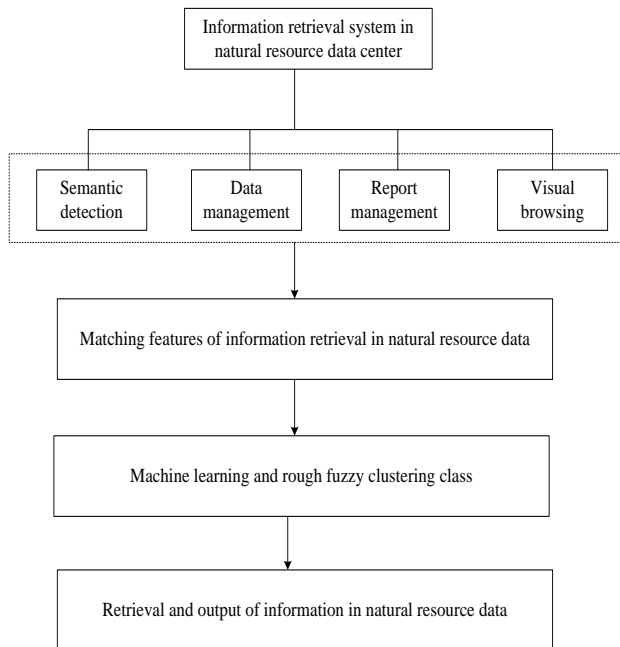 Information retrieval system in
natural resource data center
Semantic
detection
Data
management
Report
management
Visual
browsing
Matching features of information retrieval in natural resource data
Machine learning and rough fuzzy clustering class
Retrieval and output of information in natural resource data